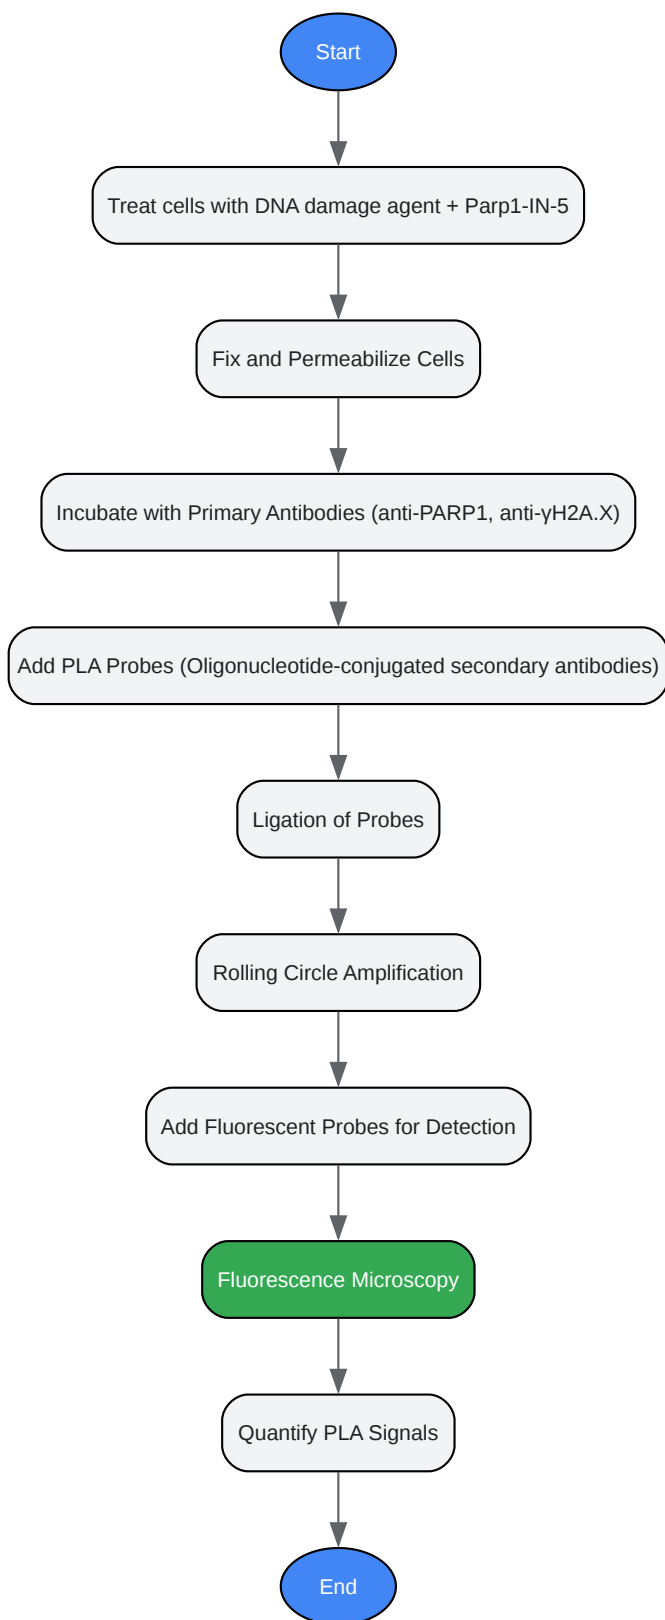 Start
Treat cells with DNA damage agent + Parp1-IN-5
Fix and Permeabilize Cells
Incubate with Primary Antibodies (anti-PARP1, anti-γH2A.X)
Add PLA Probes (Oligonucleotide-conjugated secondary antibodies)
Ligation of Probes
Rolling Circle Amplification
Add Fluorescent Probes for Detection
Fluorescence Microscopy
Quantify PLA Signals
End